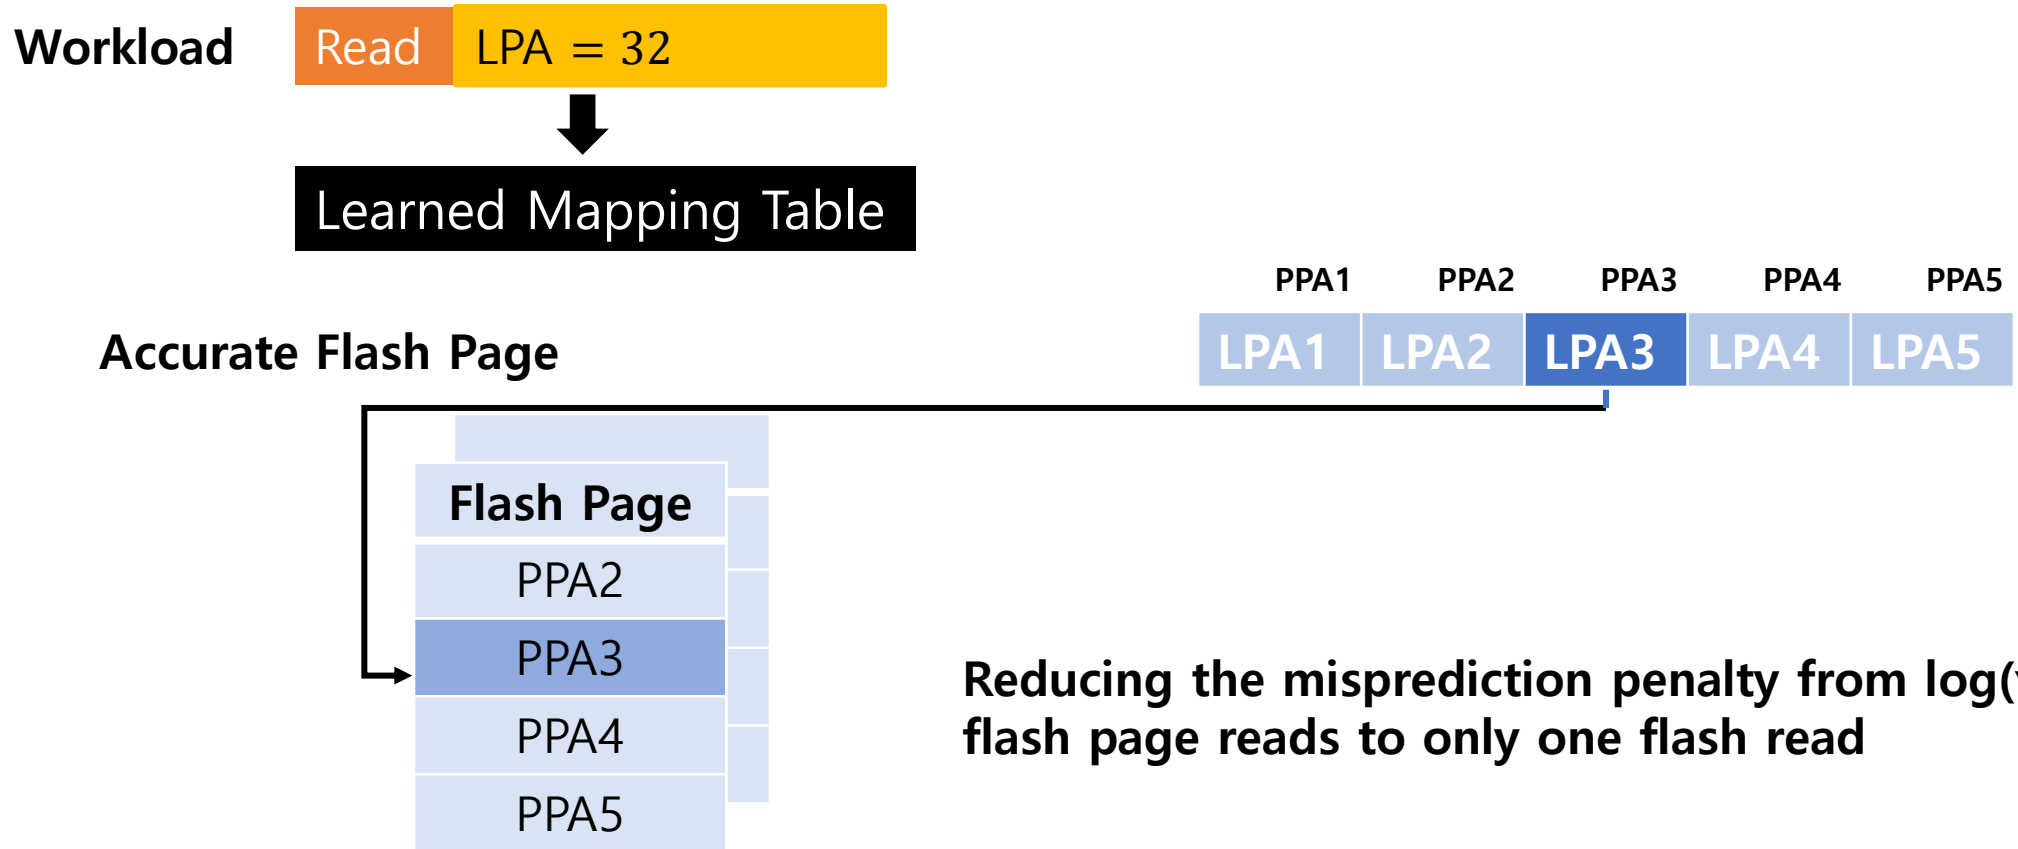 Workload Read LPA = 32
Learned Mapping Table
PPA1 PPA2 PPA3 PPA4 PPA5
Accurate Flash Page LPA1 LPA2 LPA3 LPA4 LPA5
Flash Page
PPA2
PPA3
PPA4
PPA5
Reducing the misprediction penalty from log(
flash page reads to only one flash read